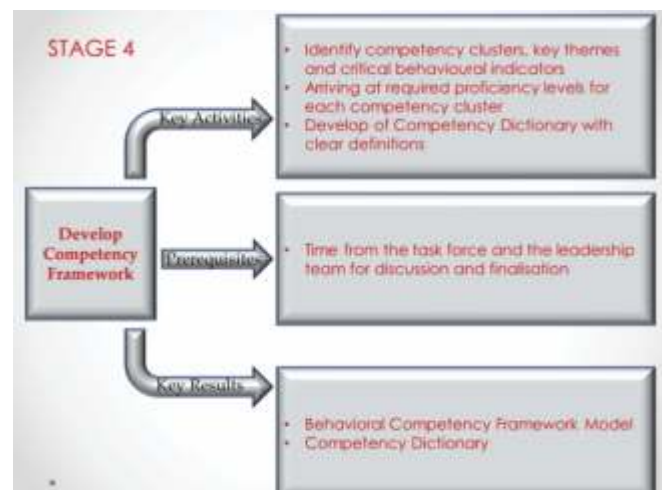 STAGE 4
Key Activities
• Identify competency clusters, key themes
and critical behavioural indicators
• Arriving at required proficiency levels for
each competency cluster
• Develop of Competency Dictionary with
clear definitions
Develop
Competency
Framework
Prerequisites
• Time from the task force and the leadership
team for discussion and finalisation
Key Results
• Behavioral Competency Framework Model
• Competency Dictionary